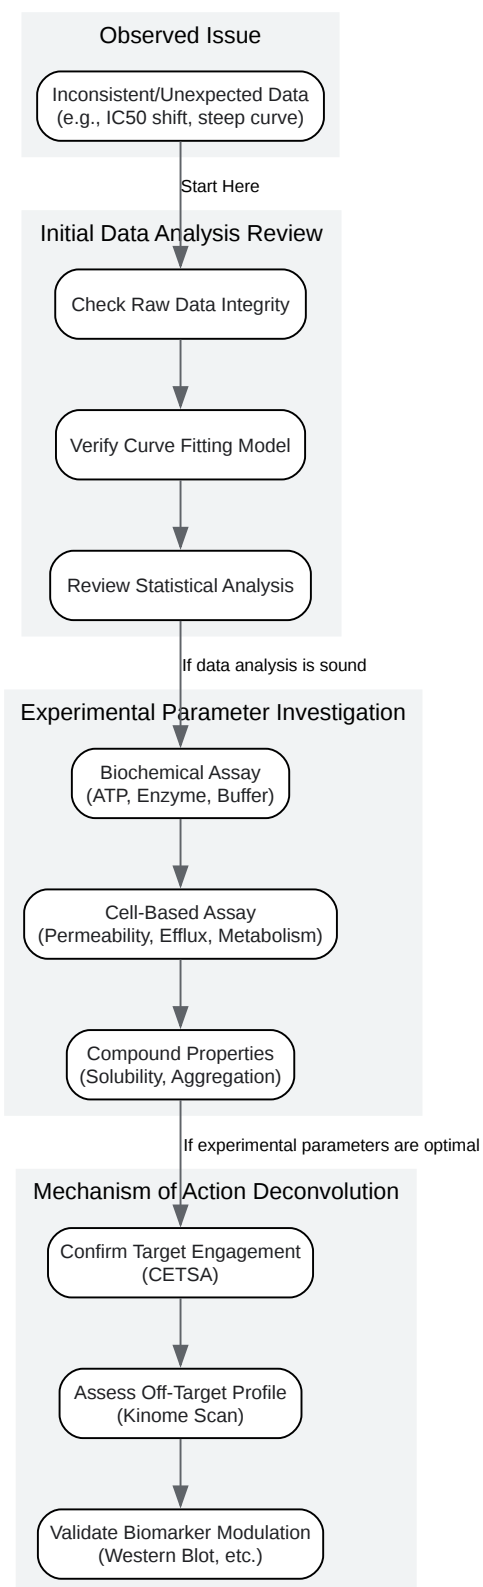 Observed Issue
Inconsistent/Unexpected Data
(e.g., IC50 shift, steep curve)
Start Here
Initial Data Analysis Review
Check Raw Data Integrity
Verify Curve Fitting Model
Review Statistical Analysis
If data analysis is sound
Experimental Parameter Investigation
Biochemical Assay
(ATP, Enzyme, Buffer)
Cell-Based Assay
(Permeability, Efflux, Metabolism)
Compound Properties
(Solubility, Aggregation)
If experimental parameters are optimal
Mechanism of Action Deconvolution
Confirm Target Engagement
(CETSA)
Assess Off-Target Profile
(Kinome Scan)
Validate Biomarker Modulation
(Western Blot, etc.)